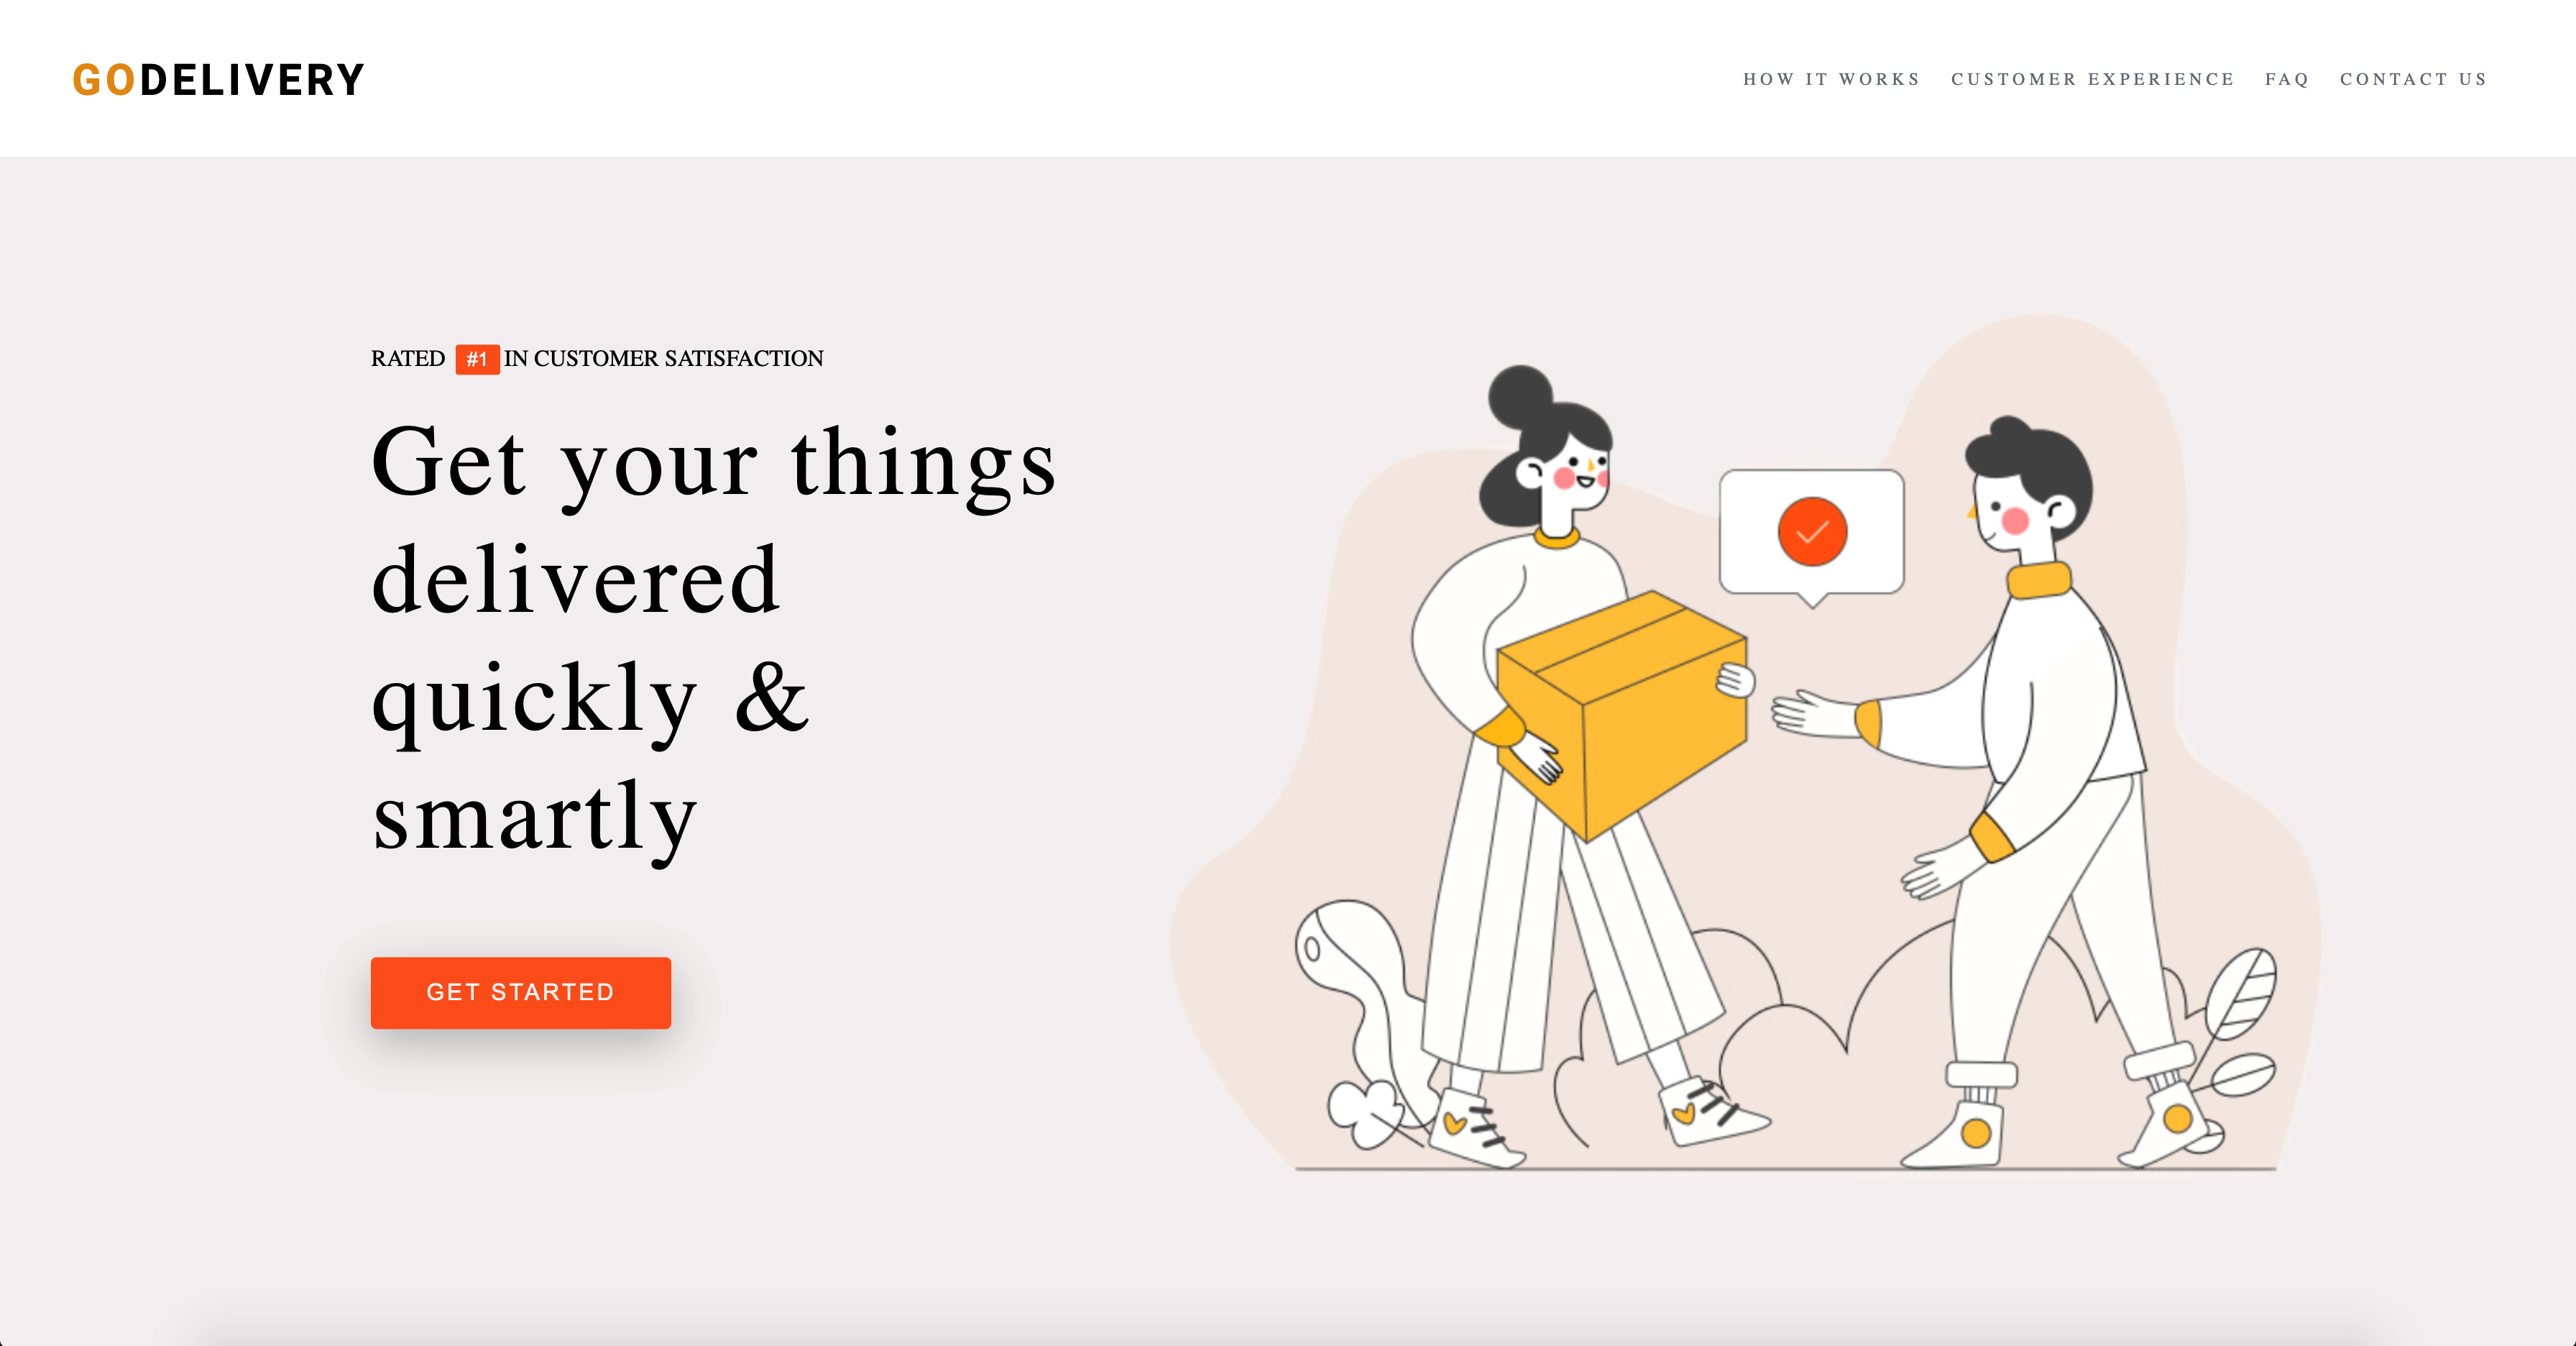 GODELIVERY
HOW IT WORKS CUSTOMER EXPERIENCE FAQ CONTACT US
RATED #1 IN CUSTOMER SATISFACTION
Get your things
delivered
quickly &
smartly
GET STARTED